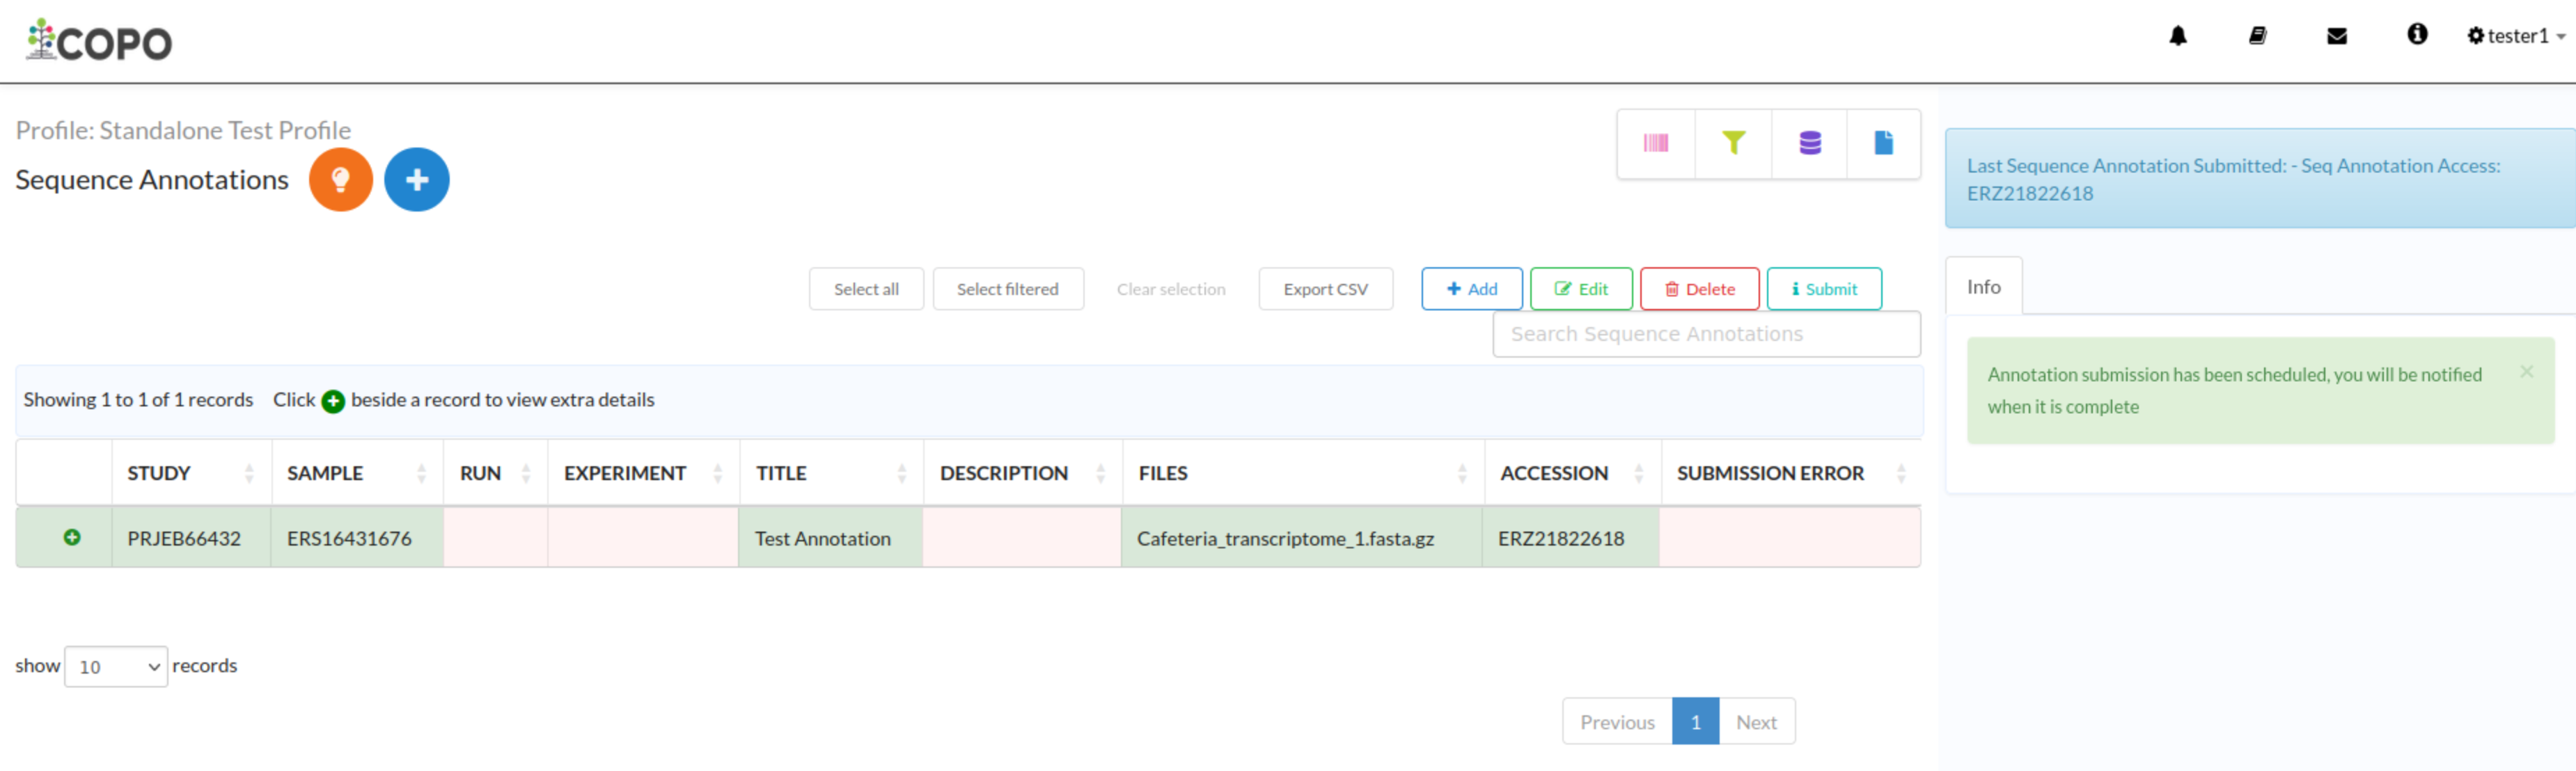 COPO
tester1
Profile: Standalone Test Profile
Sequence Annotations
Last Sequence Annotation Submitted: - Seq Annotation Access:
ERZ21822618
Select all Select filtered Clear selection Export CSV Add Edit Delete Submit
Search Sequence Annotations
Info
Annotation submission has been scheduled, you will be notified
when it is complete
×
Showing 1 to 1 of 1 records Click beside a record to view extra details
STUDY SAMPLE RUN EXPERIMENT TITLE DESCRIPTION FILES ACCESSION SUBMISSION ERROR
PRJEB66432 ERS16431676 Test Annotation Cafeteria_transcriptome_1.fasta.gz ERZ21822618
show 10 records
Previous 1 Next